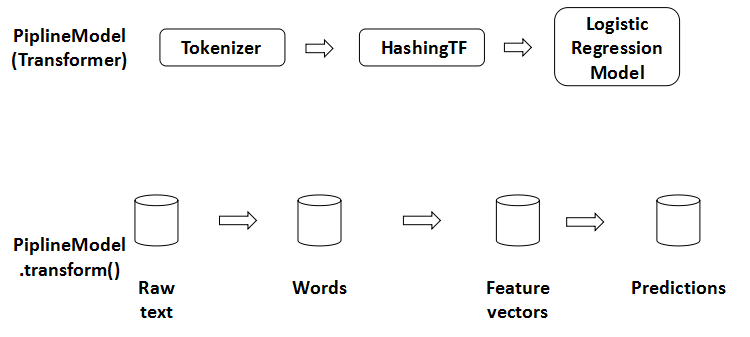 PiplineModel
(Transformer)
Tokenizer
HashingTF
Logistic
Regression
Model
PiplineModel
.transform()
Raw
text
Words
Feature
vectors
Predictions